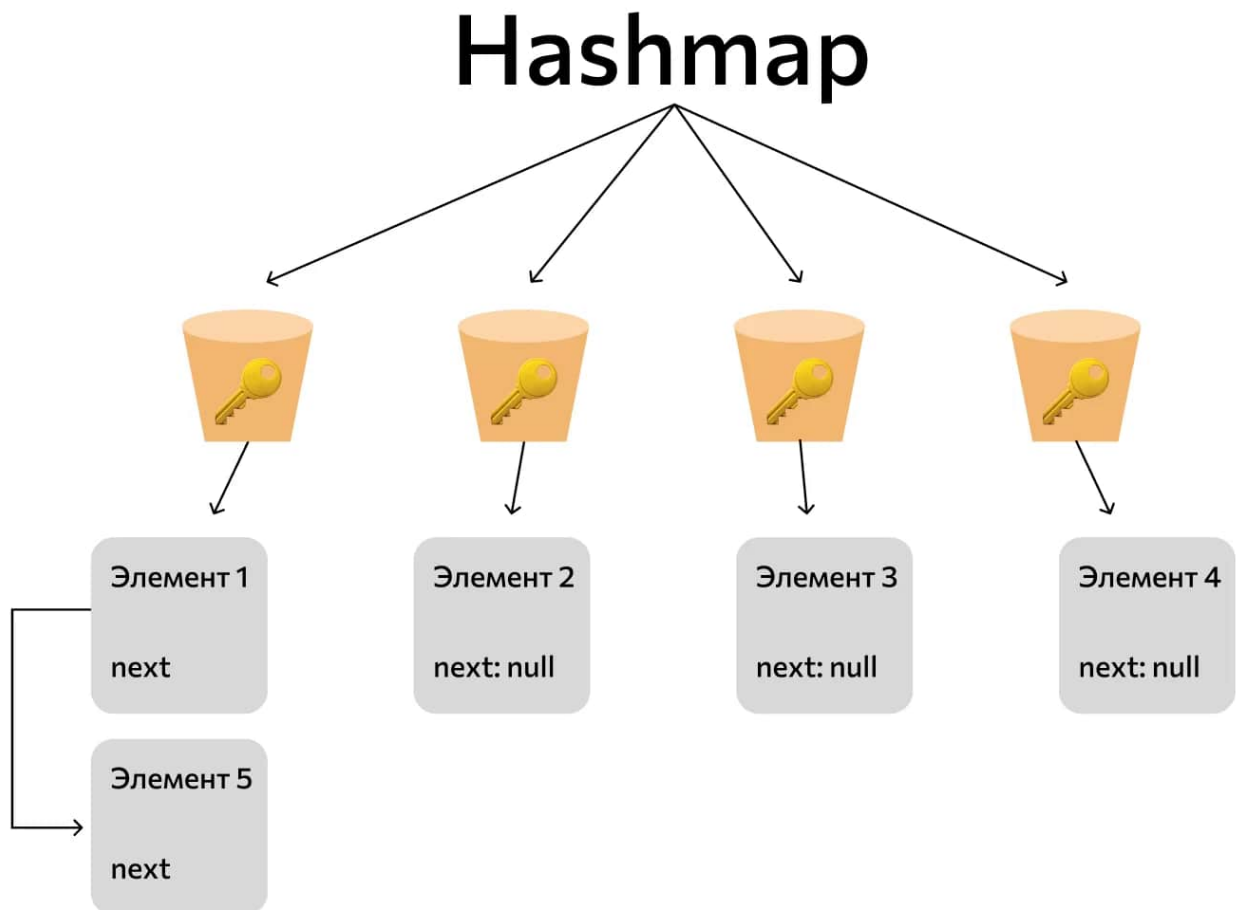 Hashmap
Элемент 1
next
Элемент 2
next: null
Элемент 3
next: null
Элемент 4
next: null
Элемент 5
next